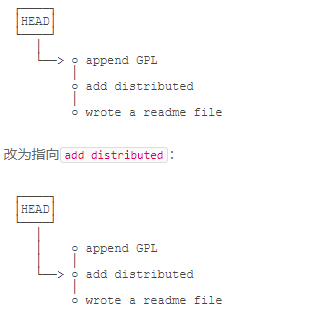 HEAD
append GPL
add distributed
wrote a readme file
改为指向add distributed：
HEAD
append GPL
add distributed
wrote a readme file